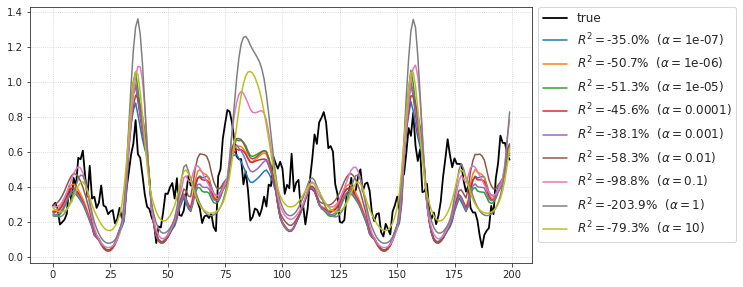 1.4
1.2
1.0
0.8
0.6
0.4
0.2
0.0
0
25
50
75
100
125
150
175
200
true
R² = -35.0% (α = 1e-07)
R² = -50.7% (α = 1e-06)
R² = -51.3% (α = 1e-05)
R² = -45.6% (α = 0.0001)
R² = -38.1% (α = 0.001)
R² = -58.3% (α = 0.01)
R² = -98.8% (α = 0.1)
R² = -203.9% (α = 1)
R² = -79.3% (α = 10)